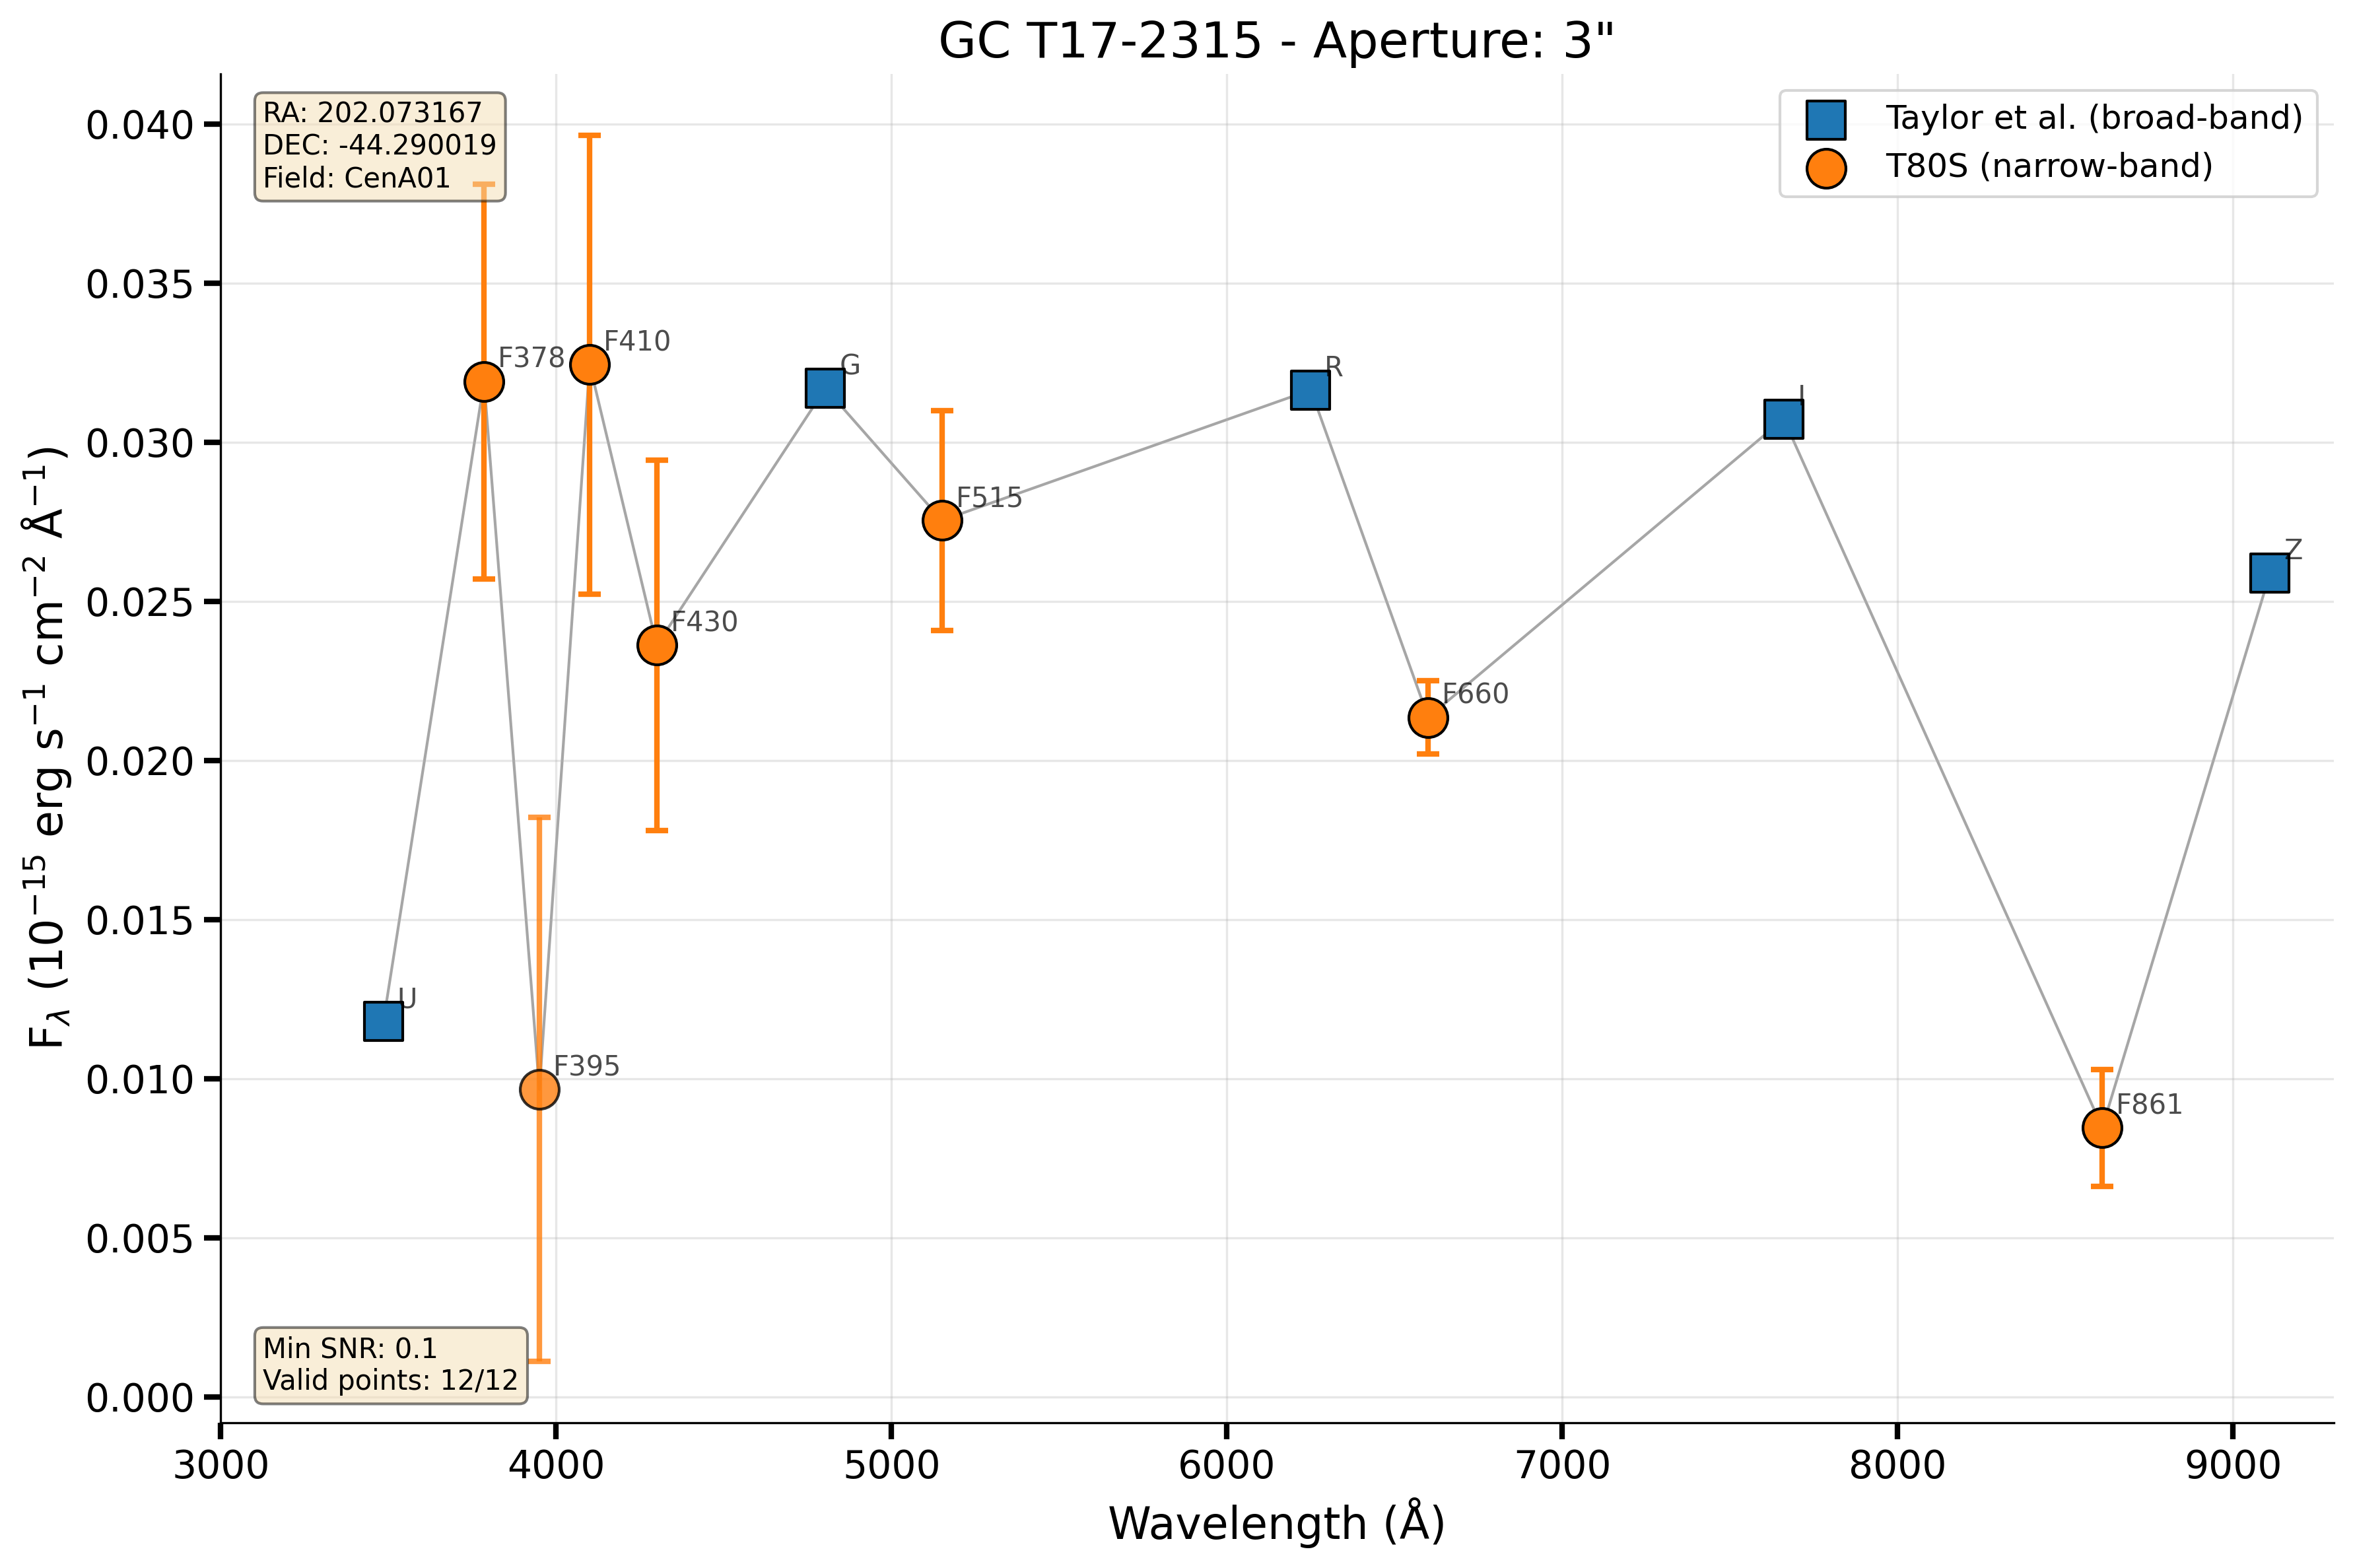 GC T17-2315 - Aperture: 3"
RA: 202.073167
DEC: -44.290019
Field: CenA01
Taylor et al. (broad-band)
T80S (narrow-band)
F_λ (10⁻¹⁵ erg s⁻¹ cm⁻² Å⁻¹)
0.040
0.035
0.030
0.025
0.020
0.015
0.010
0.005
0.000
U
F378
F395
F410
F430
G
F515
R
F660
I
F861
Z
Min SNR: 0.1
Valid points: 12/12
3000
4000
5000
6000
7000
8000
9000
Wavelength (Å)